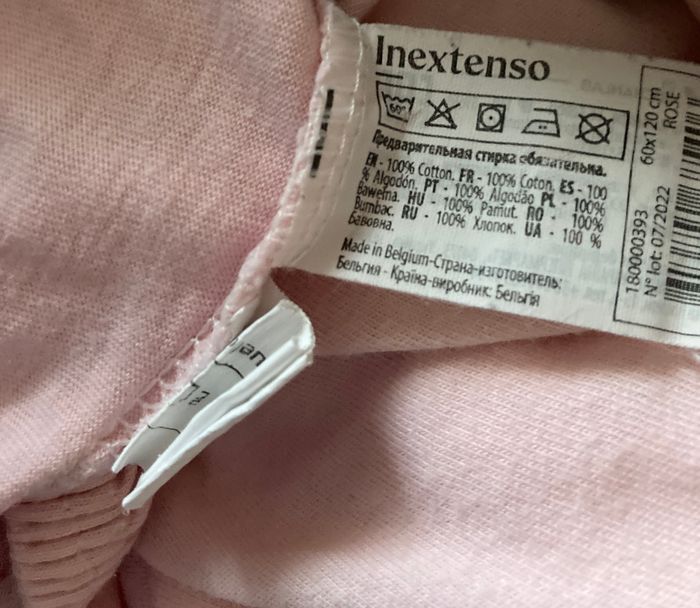 Inextenso
60°
Предварительная стирка обязательна.
EN - 100% Cotton. FR - 100% Coton. ES - 100
% Algodón. PT - 100% Algodão PL - 100%
Bawełna. HU - 100% Pamut. RO - 100%
Bumbac. RU - 100% Хлопок. UA - 100 %
Бавовна.
Made in Belgium-Страна-изготовитель:
Бельгия - Країна-виробник: Бельгія
180000393 60x120 cm
N° lot: 07/2022 ROSE